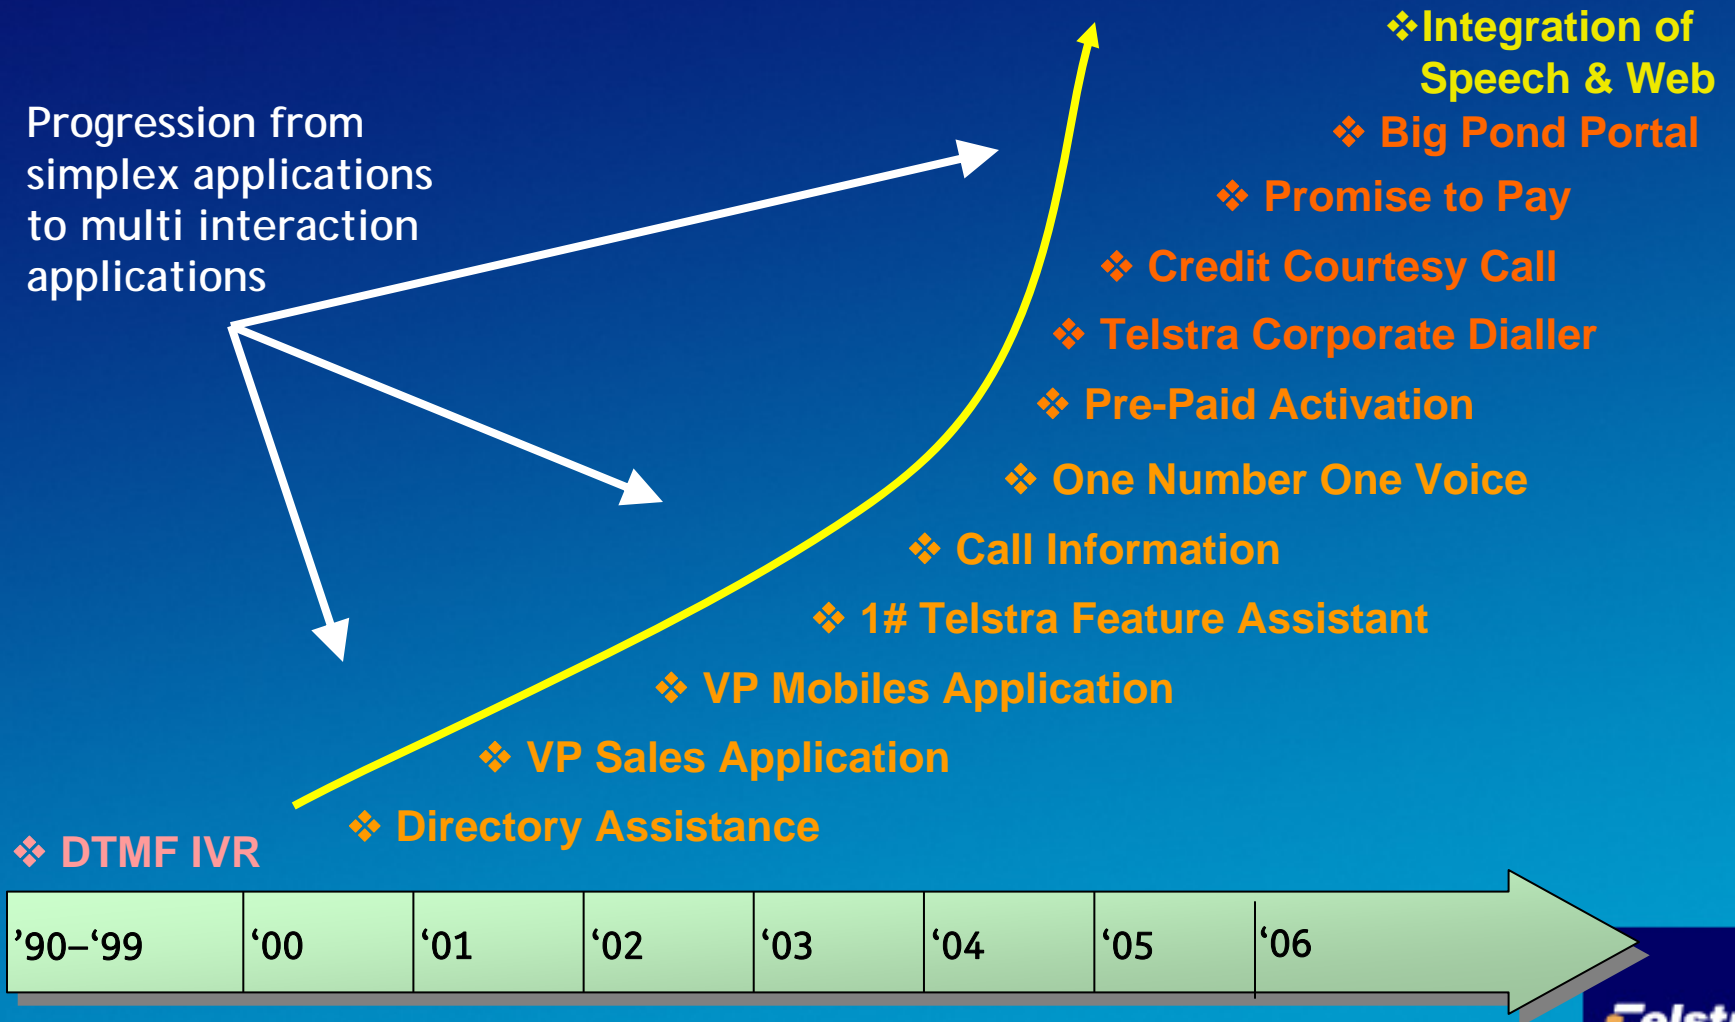 ❖Integration of
Speech & Web
Progression from
simplex applications
to multi interaction
applications
❖ Big Pond Portal
❖ Promise to Pay
❖ Credit Courtesy Call
❖ Telstra Corporate Dialler
❖ Pre-Paid Activation
❖ One Number One Voice
❖ Call Information
❖ 1# Telstra Feature Assistant
❖ VP Mobiles Application
❖ VP Sales Application
❖ Directory Assistance
❖ DTMF IVR
’90–‘99 ‘00 ‘01 ‘02 ‘03 ‘04 ‘05 ‘06